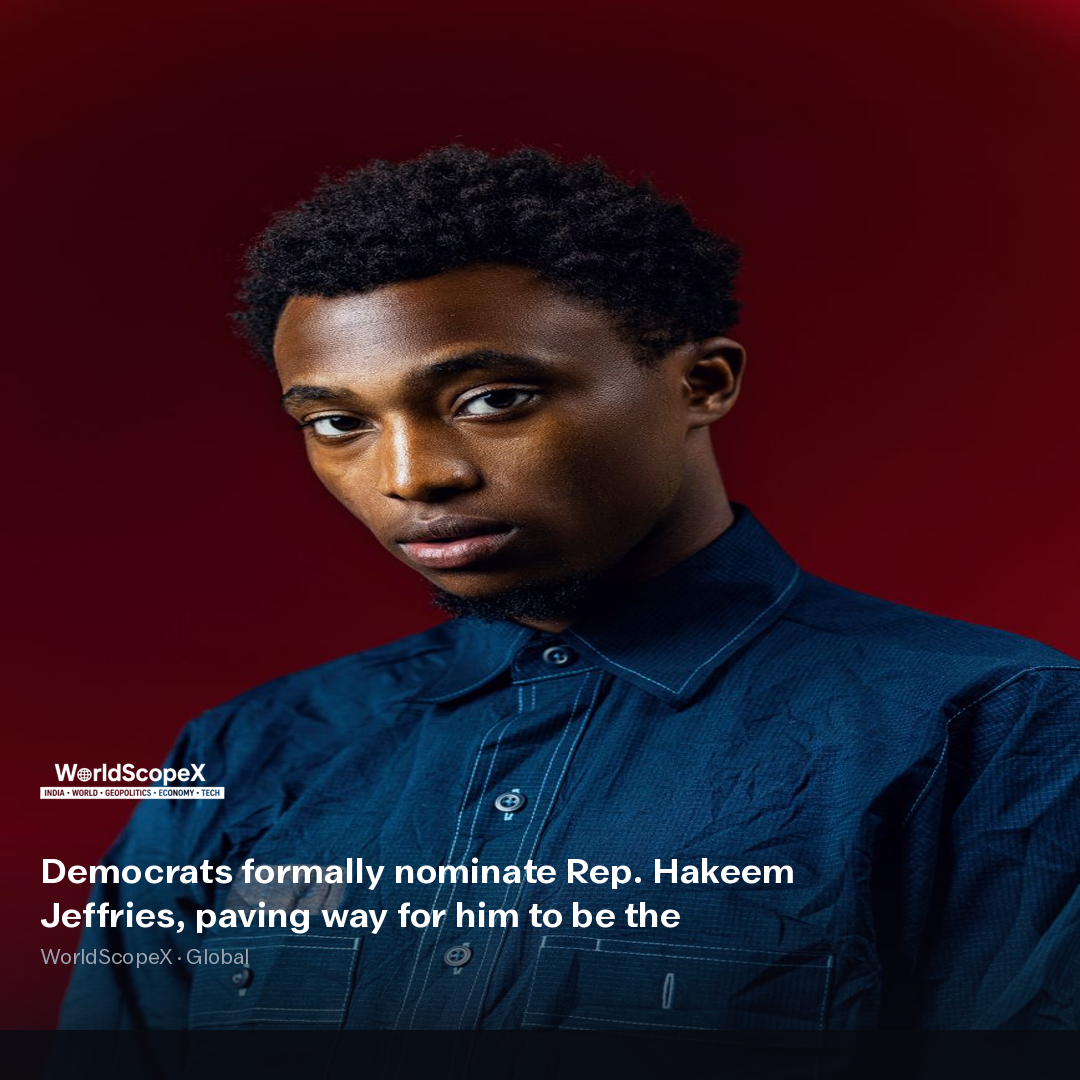 WorldScopeX
INDIA • WORLD • GEOPOLITICS • ECONOMY • TECH
Democrats formally nominate Rep. Hakeem
Jeffries, paving way for him to be the
WorldScopeX · Global